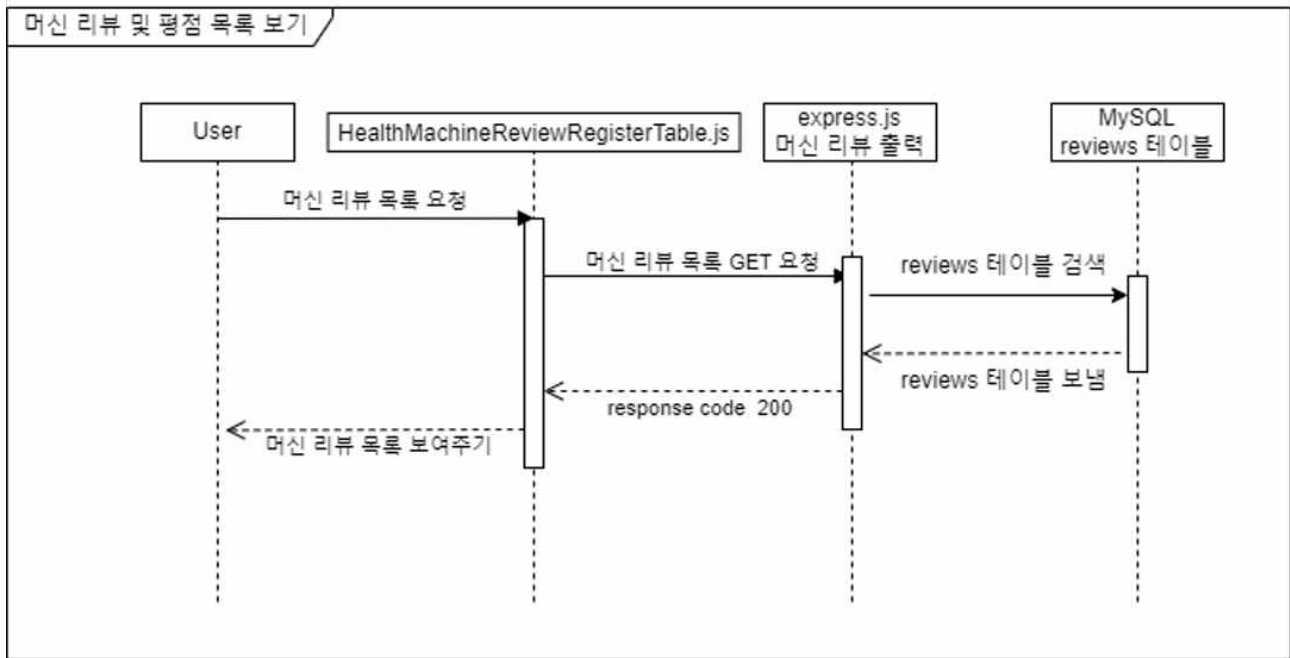 머신 리뷰 및 평점 목록 보기
User
HealthMachineReviewRegisterTable.js
express.js
머신 리뷰 출력
MySQL
reviews 테이블
머신 리뷰 목록 요청
머신 리뷰 목록 GET 요청
reviews 테이블 검색
reviews 테이블 보냄
response code 200
머신 리뷰 목록 보여주기